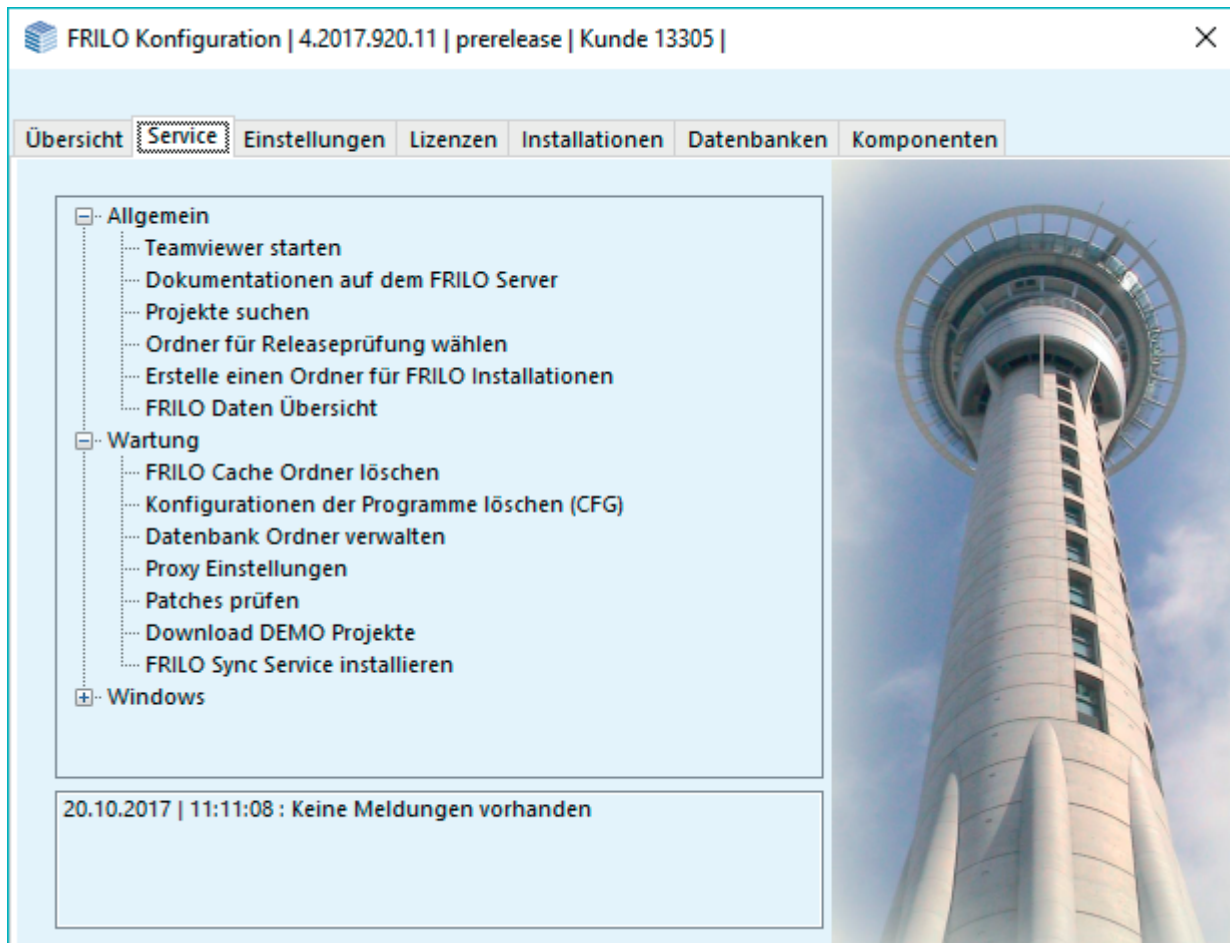 FRILO Konfiguration | 4.2017.920.11 | prerelease | Kunde 13305 |
Übersicht Service Einstellungen Lizenzen Installationen Datenbanken Komponenten
Allgemein
Teamviewer starten
Dokumentationen auf dem FRILO Server
Projekte suchen
Ordner für Releaseprüfung wählen
Erstelle einen Ordner für FRILO Installationen
FRILO Daten Übersicht
Wartung
FRILO Cache Ordner löschen
Konfigurationen der Programme löschen (CFG)
Datenbank Ordner verwalten
Proxy Einstellungen
Patches prüfen
Download DEMO Projekte
FRILO Sync Service installieren
Windows
20.10.2017 | 11:11:08 : Keine Meldungen vorhanden